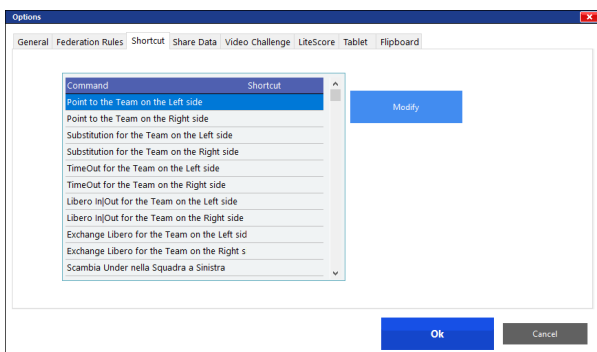 Options
General Federation Rules Shortcut Share Data Video Challenge LiteScore Tablet Flipboard
Command Shortcut
Point to the Team on the Left side
Modify
Point to the Team on the Right side
Substitution for the Team on the Left side
Substitution for the Team on the Right side
TimeOut for the Team on the Left side
TimeOut for the Team on the Right side
Libero In|Out for the Team on the Left side
Libero In|Out for the Team on the Right side
Exchange Libero for the Team on the Left sid
Exchange Libero for the Team on the Right s
Scambia Under nella Squadra a Sinistra
Ok Cancel